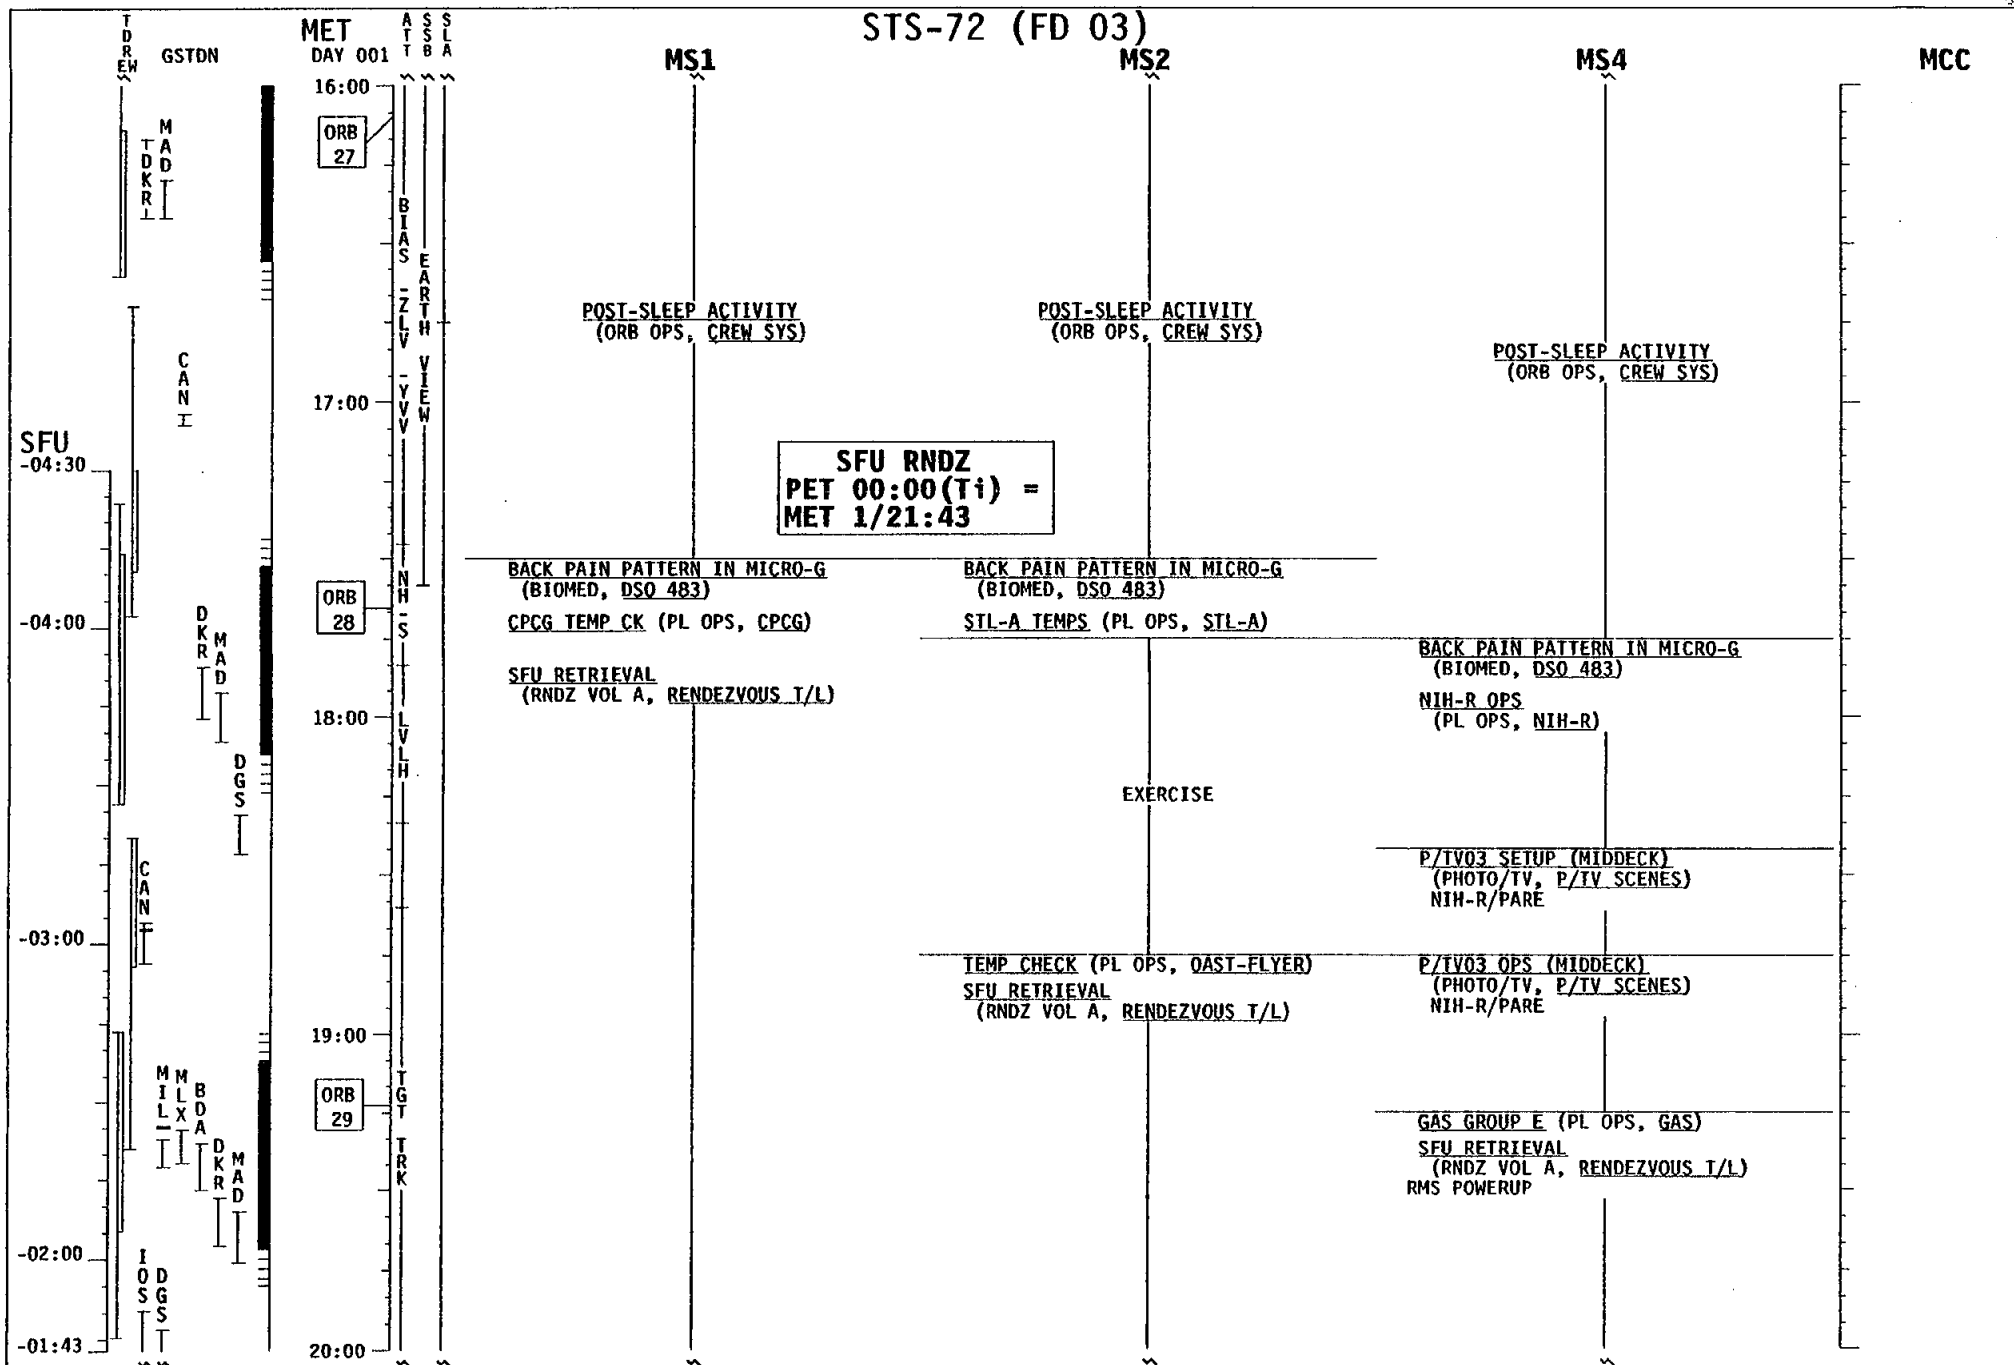 STS-72 (FD 03)
TDREW
GSTDN
MET
DAY 001
ATT
SSB
SLA
MS1
MS2
MS4
MCC
16:00
ORB
27
MAD
TDKR
BIAS -ZLV -YVV
EARTH VIEW
POST-SLEEP ACTIVITY
(ORB OPS, CREW SYS)
POST-SLEEP ACTIVITY
(ORB OPS, CREW SYS)
POST-SLEEP ACTIVITY
(ORB OPS, CREW SYS)
CAN
17:00
SFU
-04:30
SFU RNDZ
PET 00:00(Ti) =
MET 1/21:43
BACK PAIN PATTERN IN MICRO-G
(BIOMED, DSO 483)
CPCG TEMP CK (PL OPS, CPCG)
SFU RETRIEVAL
(RNDZ VOL A, RENDEZVOUS T/L)
BACK PAIN PATTERN IN MICRO-G
(BIOMED, DSO 483)
STL-A TEMPS (PL OPS, STL-A)
BACK PAIN PATTERN IN MICRO-G
(BIOMED, DSO 483)
NIH-R OPS
(PL OPS, NIH-R)
ORB
28
INH-S
-04:00
DKR
MAD
18:00
LVLH
DGS
EXERCISE
CAN
P/TV03 SETUP (MIDDECK)
(PHOTO/TV, P/TV SCENES)
NIH-R/PARE
-03:00
TEMP CHECK (PL OPS, OAST-FLYER)
SFU RETRIEVAL
(RNDZ VOL A, RENDEZVOUS T/L)
P/TV03 OPS (MIDDECK)
(PHOTO/TV, P/TV SCENES)
NIH-R/PARE
19:00
ORB
29
TGT TRK
MIL
MLX
BDA
DKR
MAD
GAS GROUP E (PL OPS, GAS)
SFU RETRIEVAL
(RNDZ VOL A, RENDEZVOUS T/L)
RMS POWERUP
-02:00
IOS
DGS
-01:43
20:00